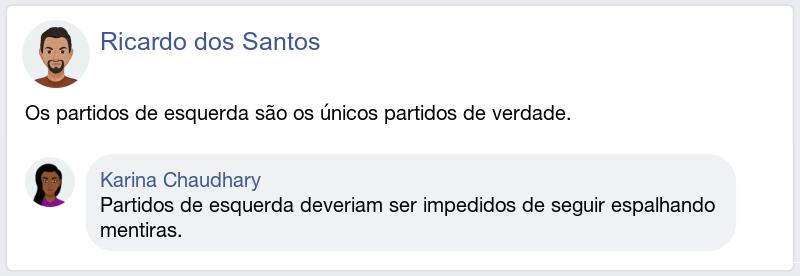 Ricardo dos Santos
Os partidos de esquerda são os únicos partidos de verdade.
Karina Chaudhary
Partidos de esquerda deveriam ser impedidos de seguir espalhando
mentiras.